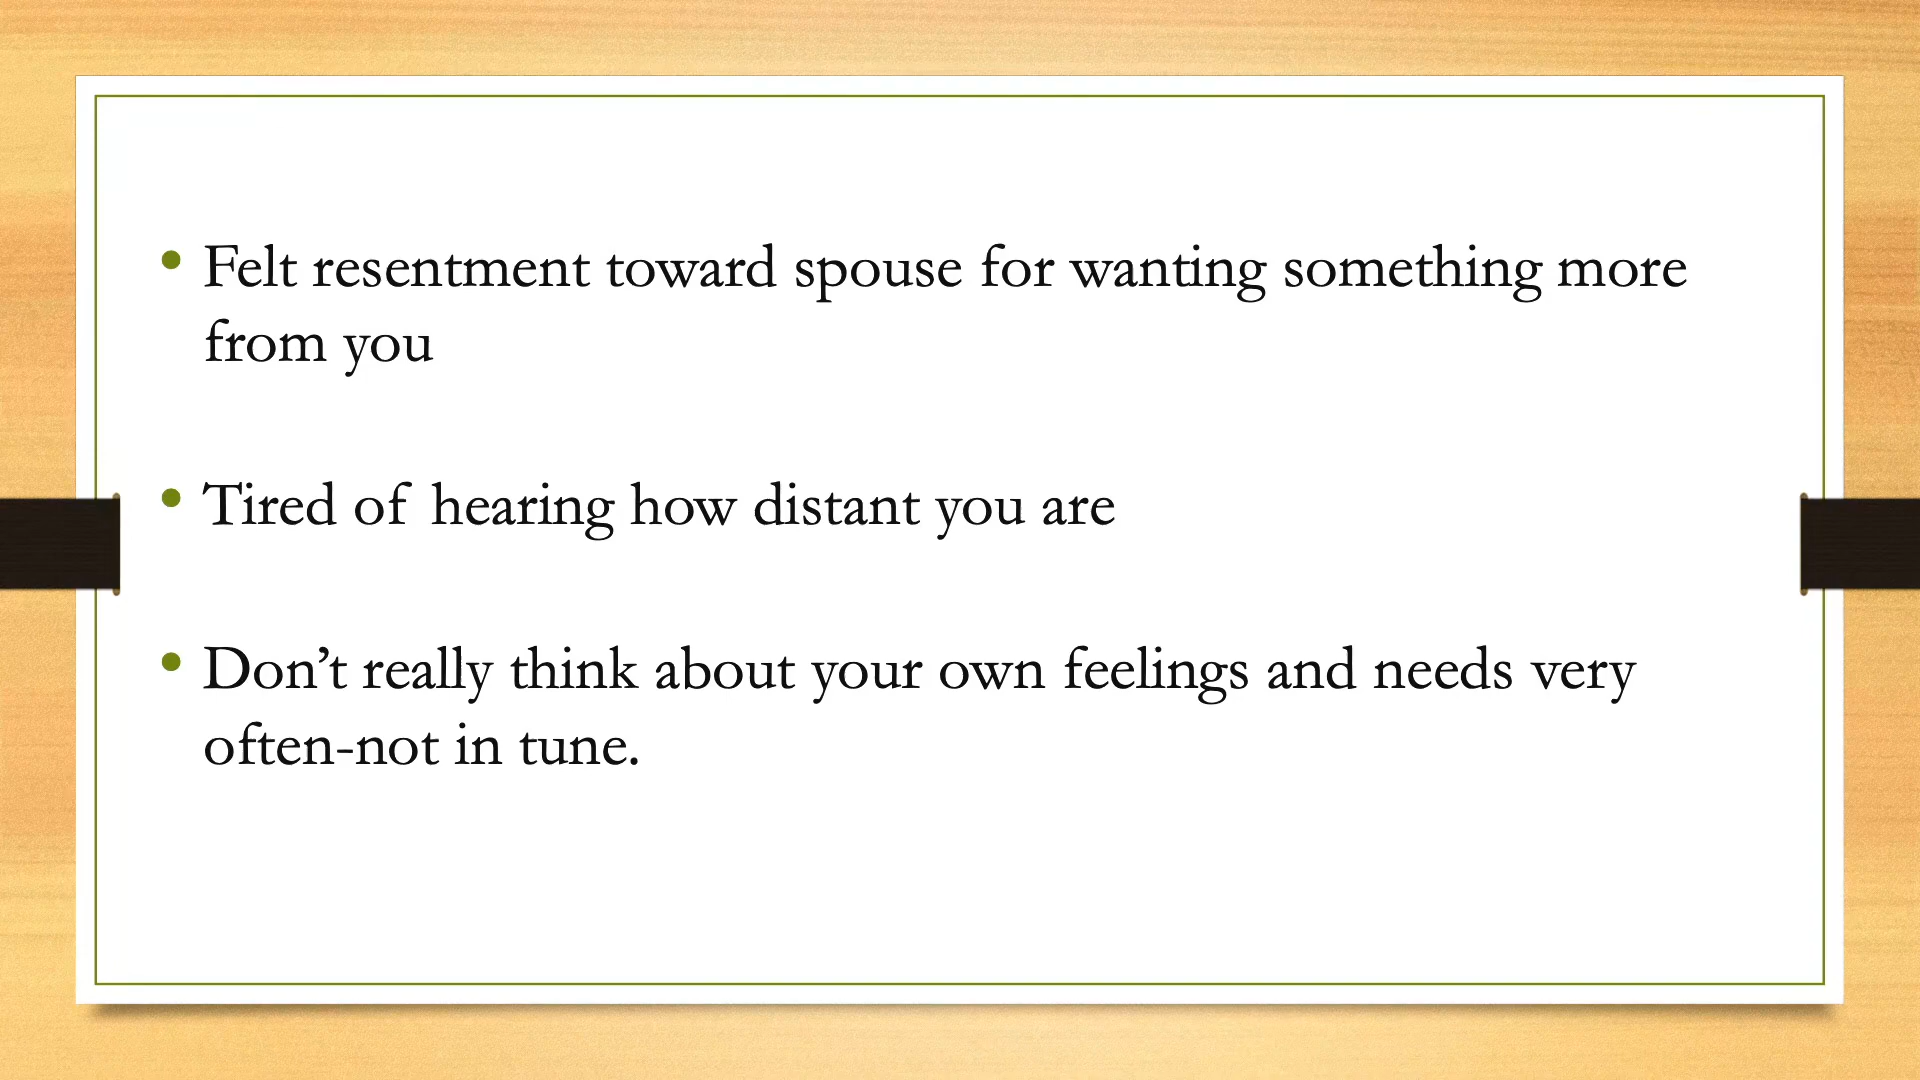 • Felt resentment toward spouse for wanting something more
from you
• Tired of hearing how distant you are
• Don’t really think about your own feelings and needs very
often-not in tune.